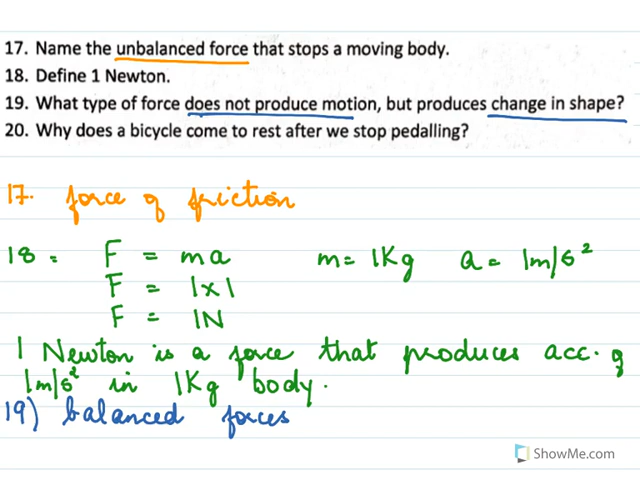 17. Name the unbalanced force that stops a moving body.
18. Define 1 Newton.
19. What type of force does not produce motion, but produces change in shape?
20. Why does a bicycle come to rest after we stop pedalling?
17. force of friction
18. F = ma m = 1Kg a = 1m/s²
F = 1x1
F = 1N
1 Newton is a force that produces acc. of
1m/s² in 1Kg body.
19) balanced forces
ShowMe.com